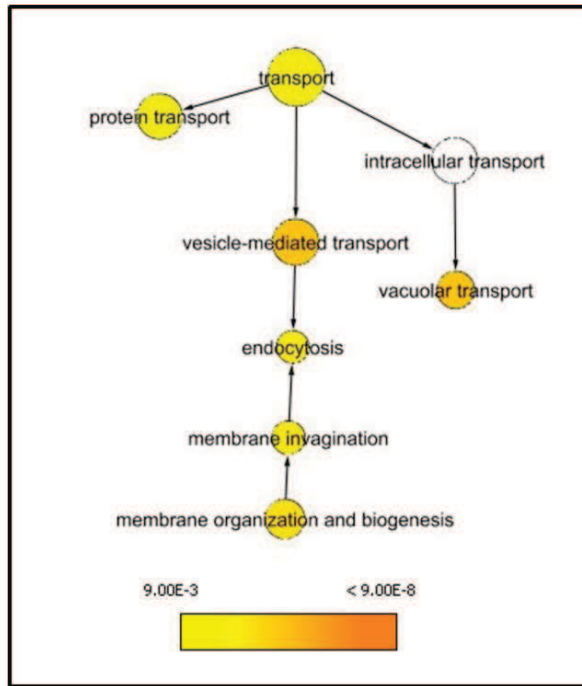 transport
protein transport
intracellular transport
vesicle-mediated transport
vacuolar transport
endocytosis
membrane invagination
membrane organization and biogenesis
9.00E-3
< 9.00E-8